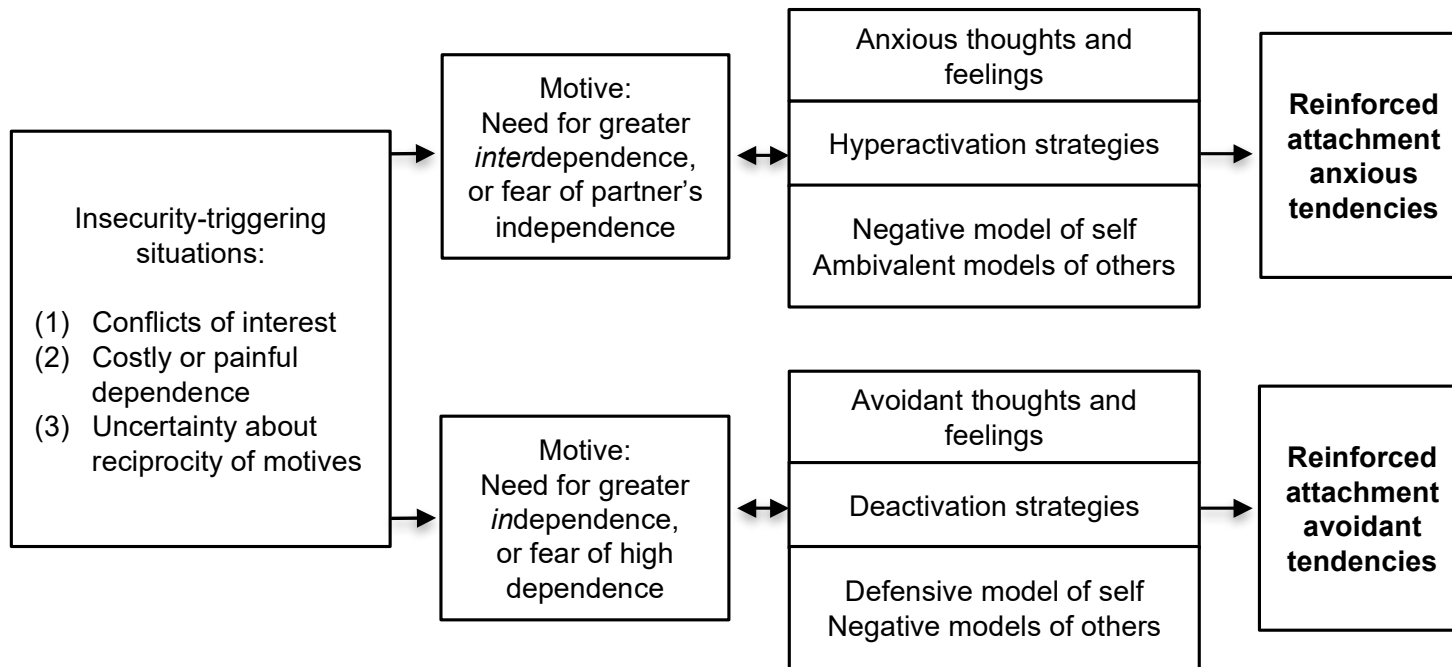 Insecurity-triggering
situations:
(1) Conflicts of interest
(2) Costly or painful
dependence
(3) Uncertainty about
reciprocity of motives
Motive:
Need for greater
interdependence,
or fear of partner’s
independence
Anxious thoughts and
feelings
Hyperactivation strategies
Negative model of self
Ambivalent models of others
Reinforced
attachment
anxious
tendencies
Motive:
Need for greater
independence,
or fear of high
dependence
Avoidant thoughts and
feelings
Deactivation strategies
Defensive model of self
Negative models of others
Reinforced
attachment
avoidant
tendencies